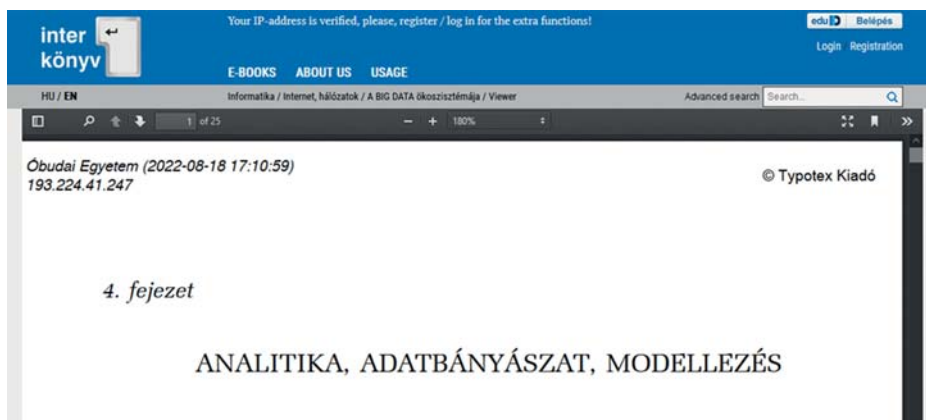 inter
könyv
Your IP-address is verified, please, register / log in for the extra functions!
edu ID Belépés
Login Registration
E-BOOKS ABOUT US USAGE
HU / EN
Informatika / Internet, hálózatok / A BIG DATA ökoszisztémája / Viewer
Advanced search Search...
1 of 25
180%
Óbudai Egyetem (2022-08-18 17:10:59)
193.224.41.247
© Typotex Kiadó
4. fejezet
ANALITIKA, ADATBÁNYÁSZAT, MODELLEZÉS